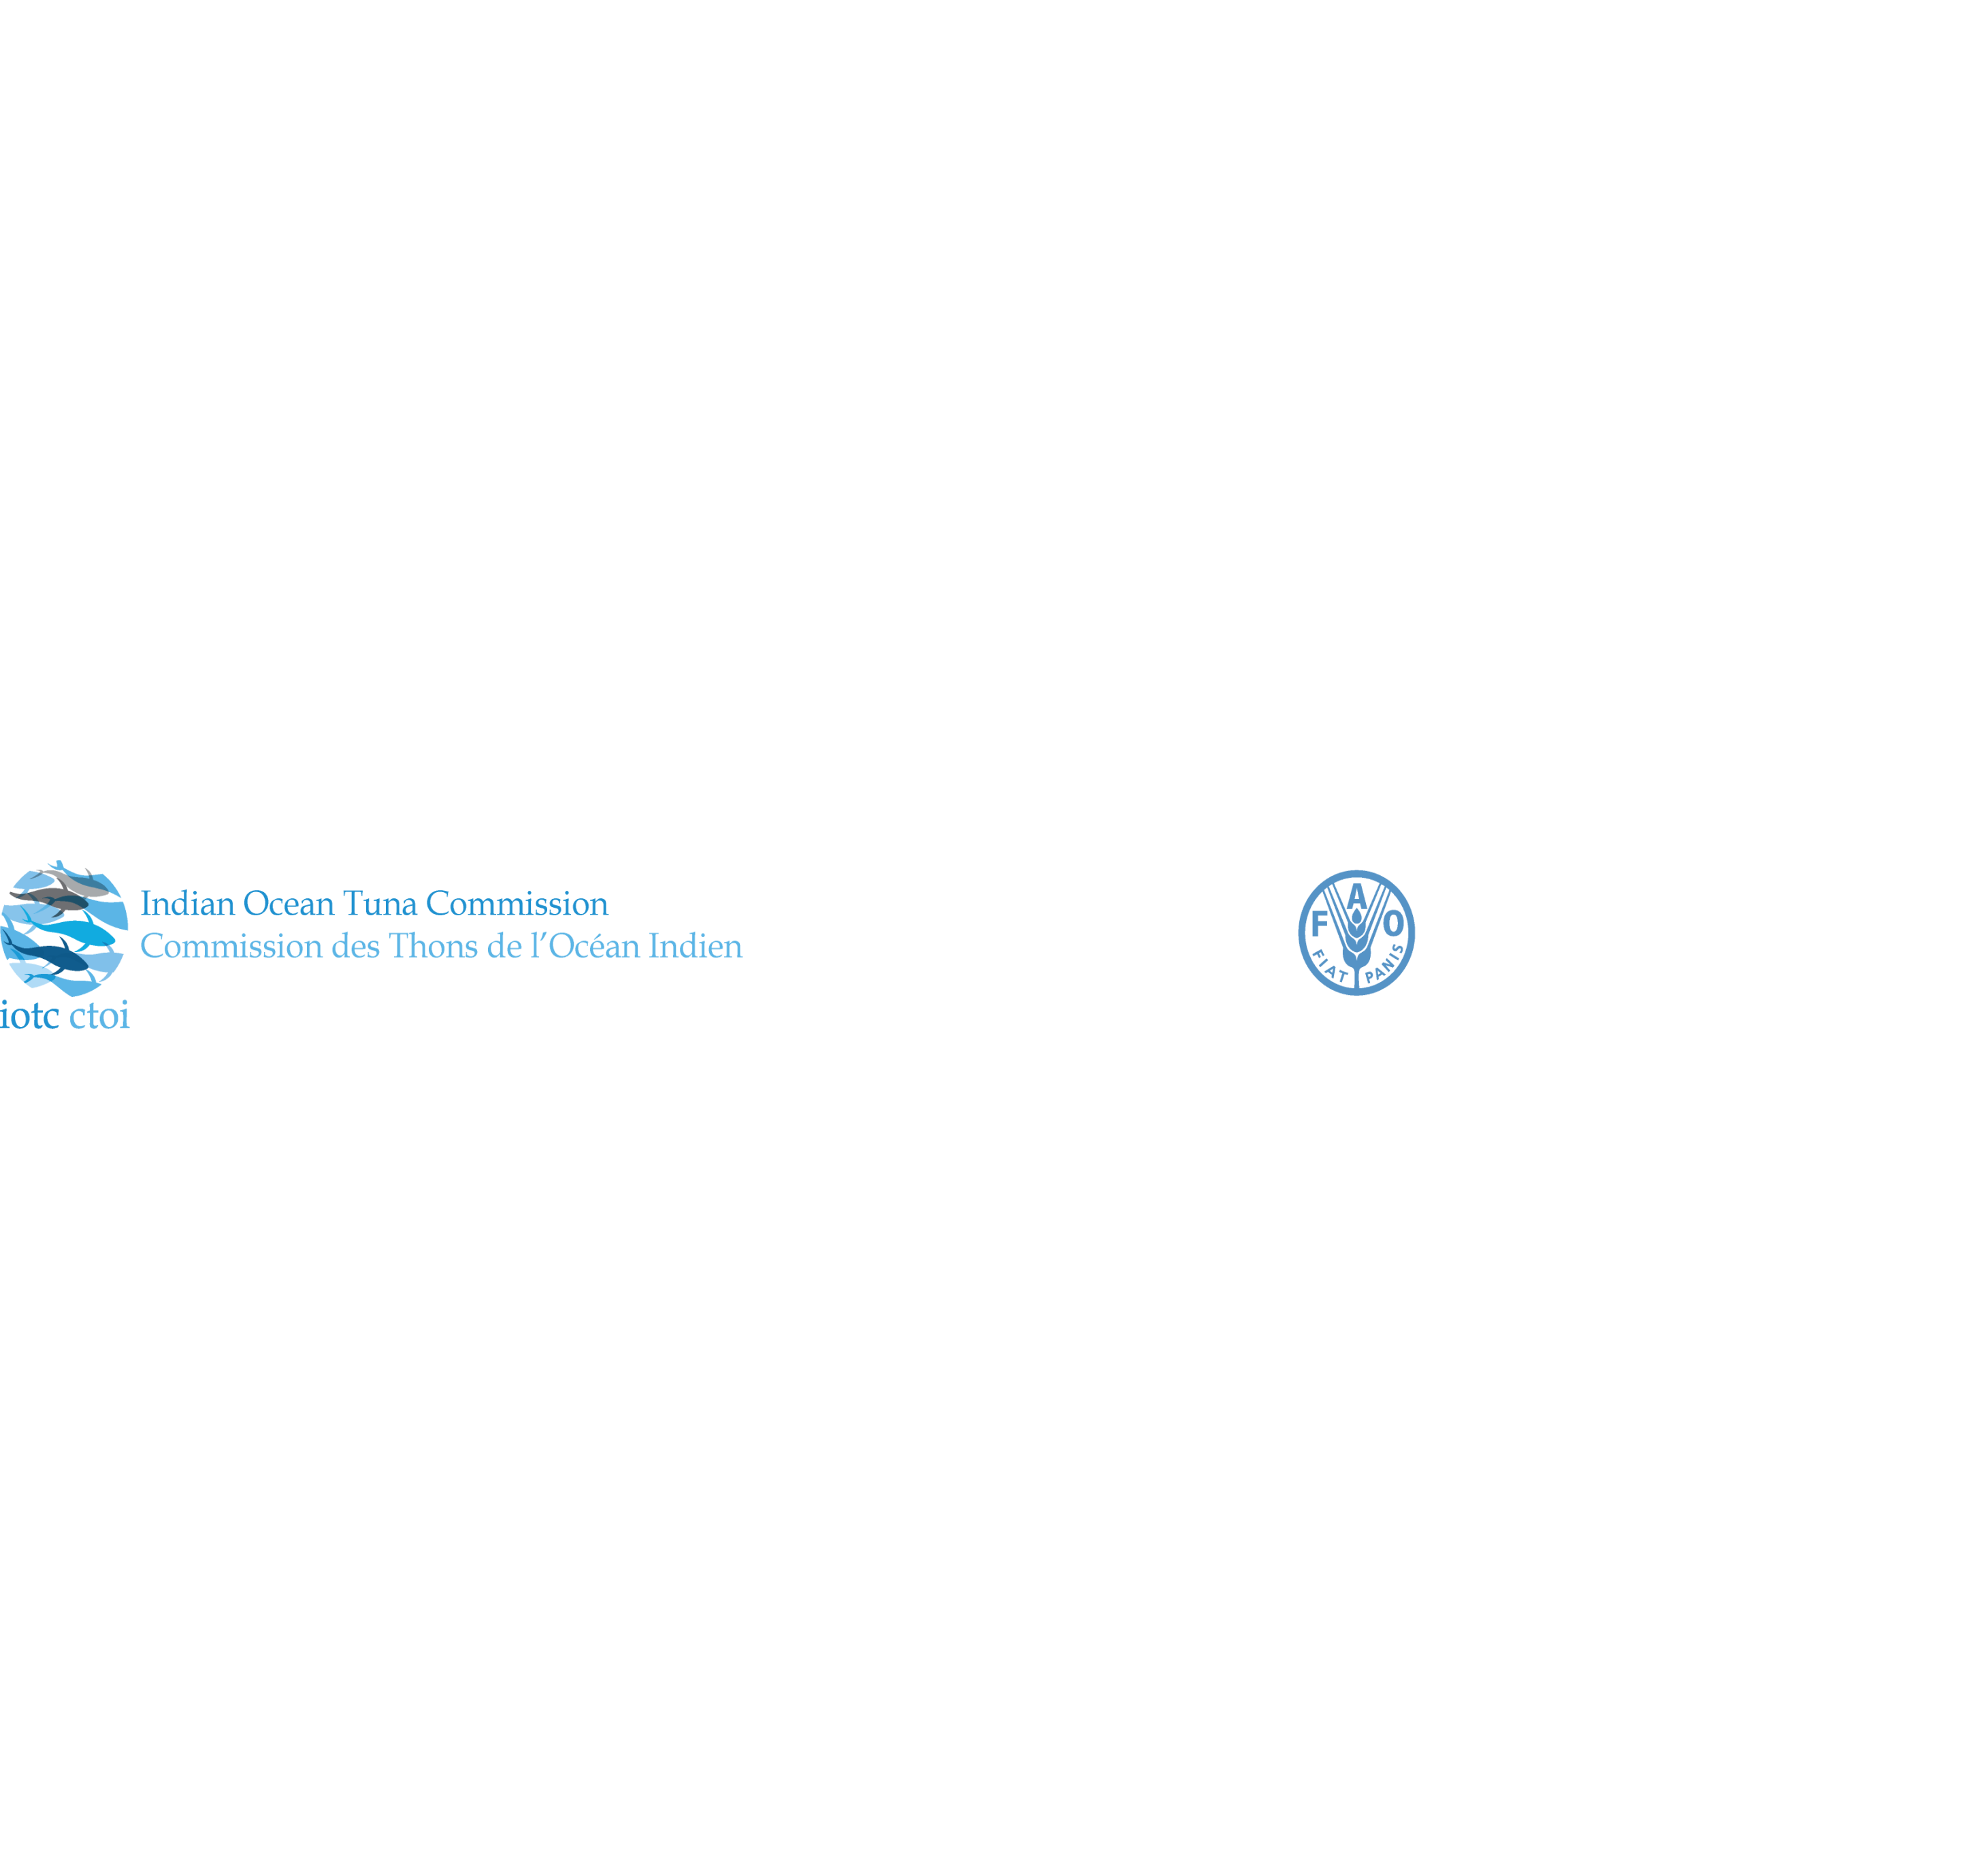 Indian Ocean Tuna Commission
Commission des Thons de l'Océan Indien
iotc ctoi
F A O
FIAT PANIS